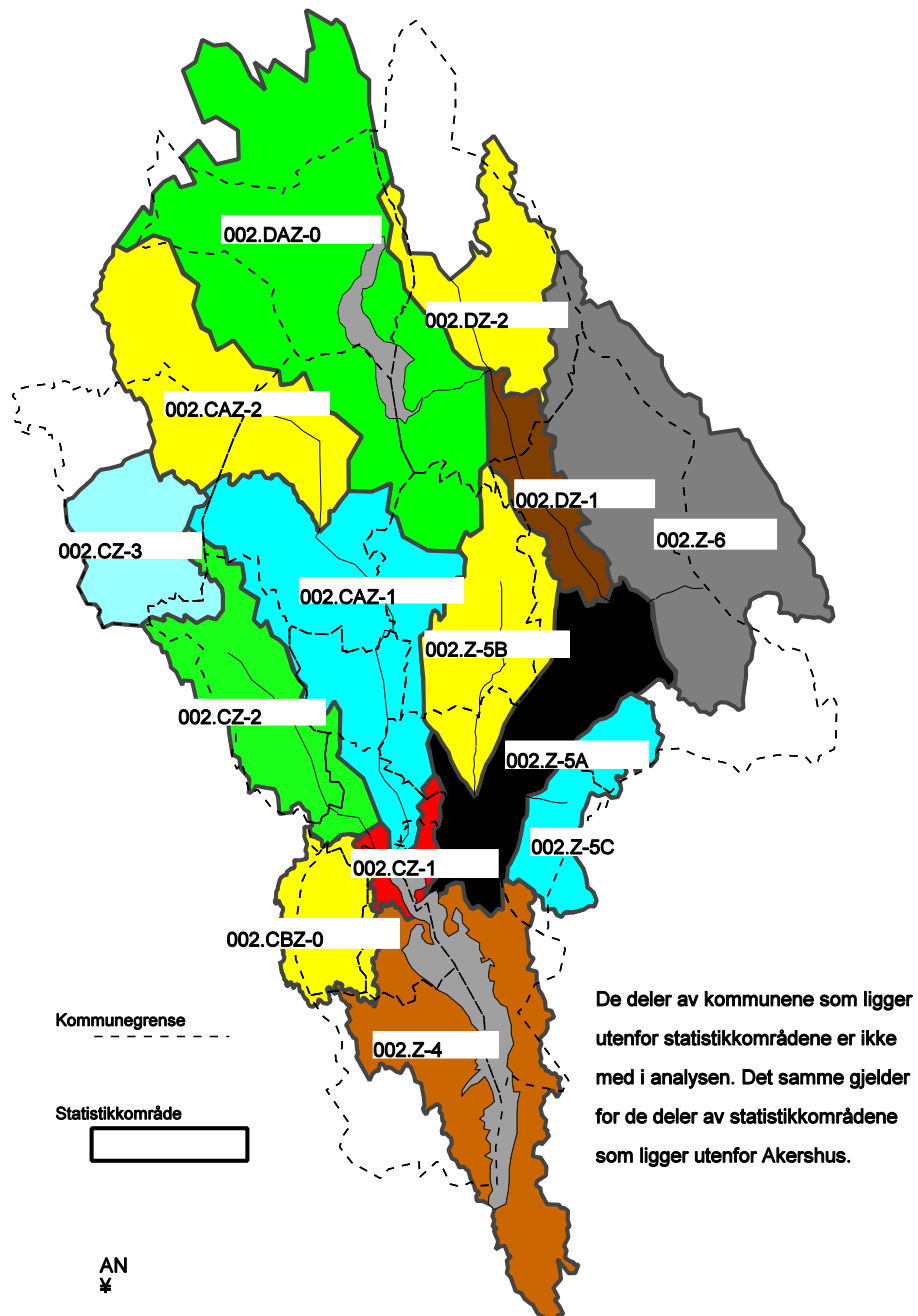 002.DAZ-0
002.DZ-2
002.CAZ-2
002.DZ-1
002.Z-6
002.CZ-3
002.CAZ-1
002.Z-5B
002.CZ-2
002.Z-5A
002.Z-5C
002.CZ-1
002.CBZ-0
002.Z-4
De deler av kommunene som ligger
utenfor statistikkområdene er ikke
med i analysen. Det samme gjelder
for de deler av statistikkområdene
som ligger utenfor Akershus.
Kommunegrense
Statistikkområde
AN
¥